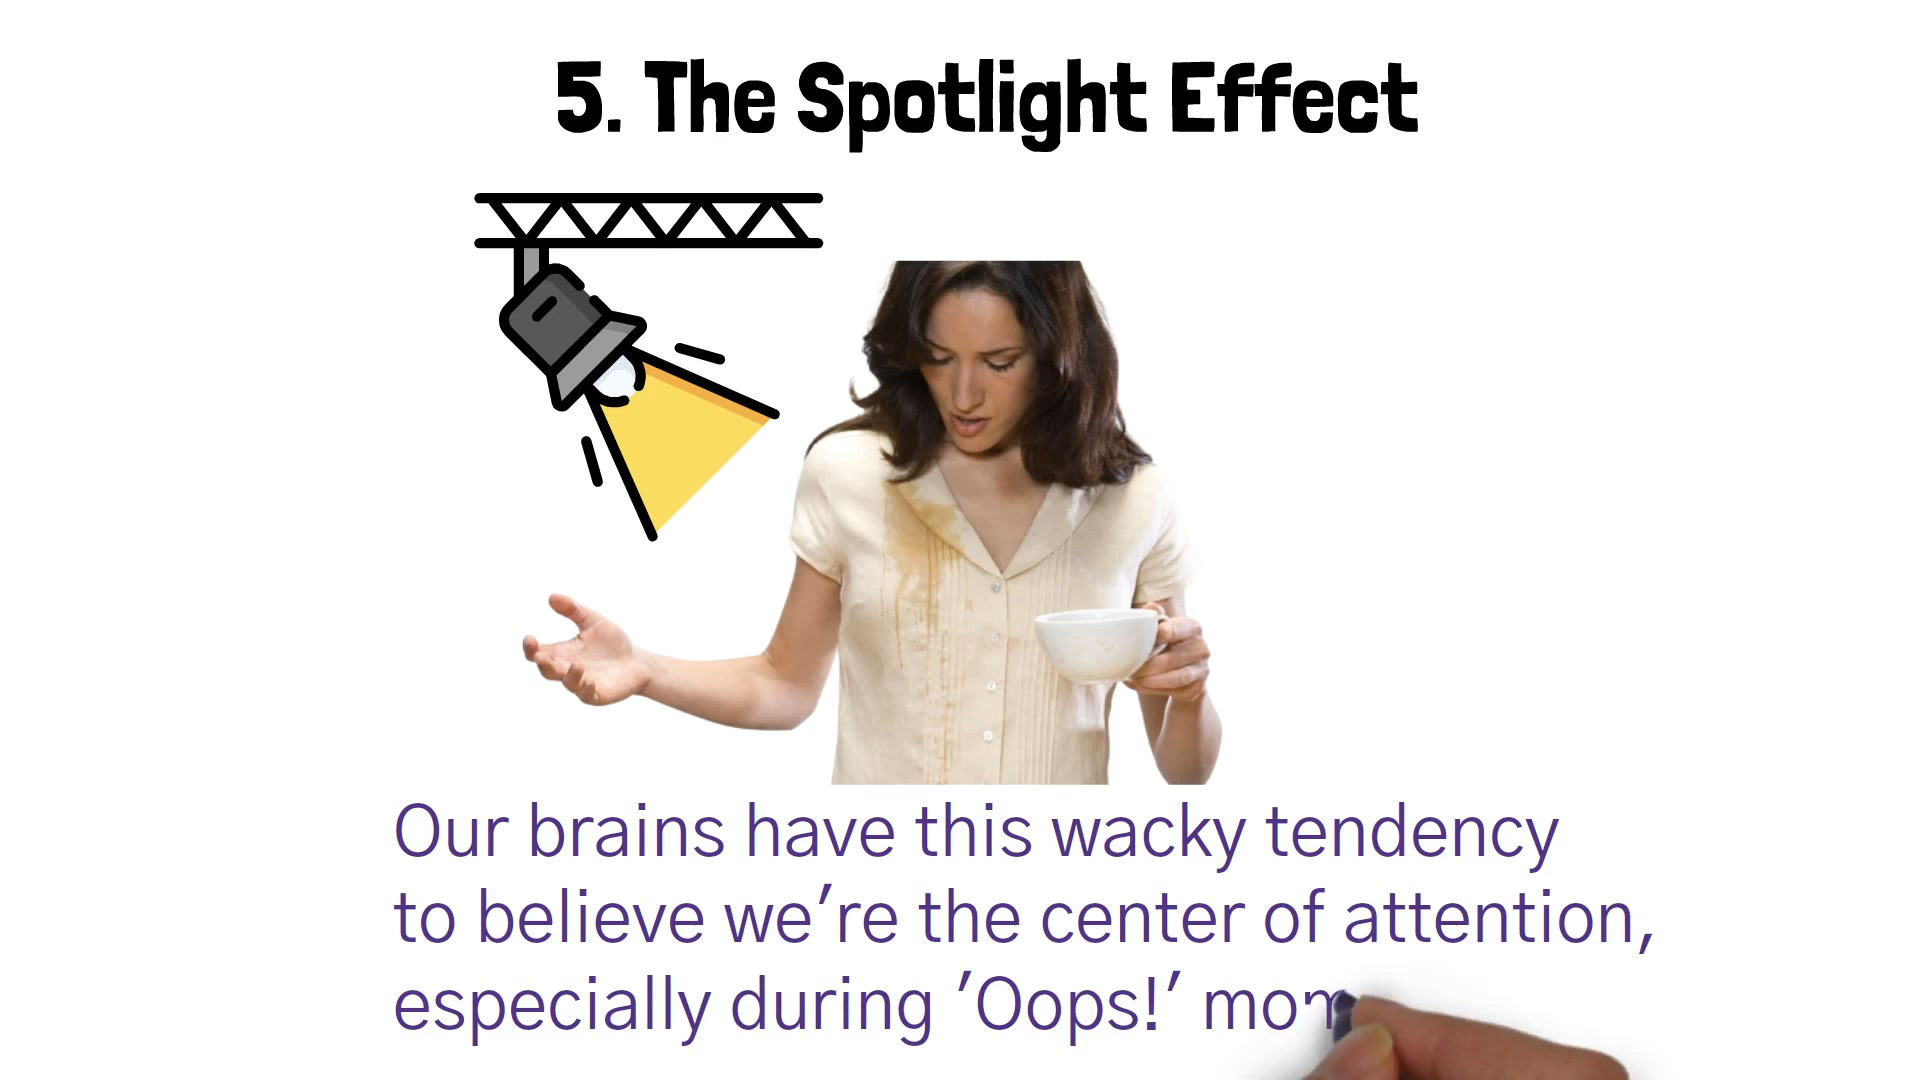 5. The Spotlight Effect
Our brains have this wacky tendency
to believe we're the center of attention,
especially during 'Oops!' mom